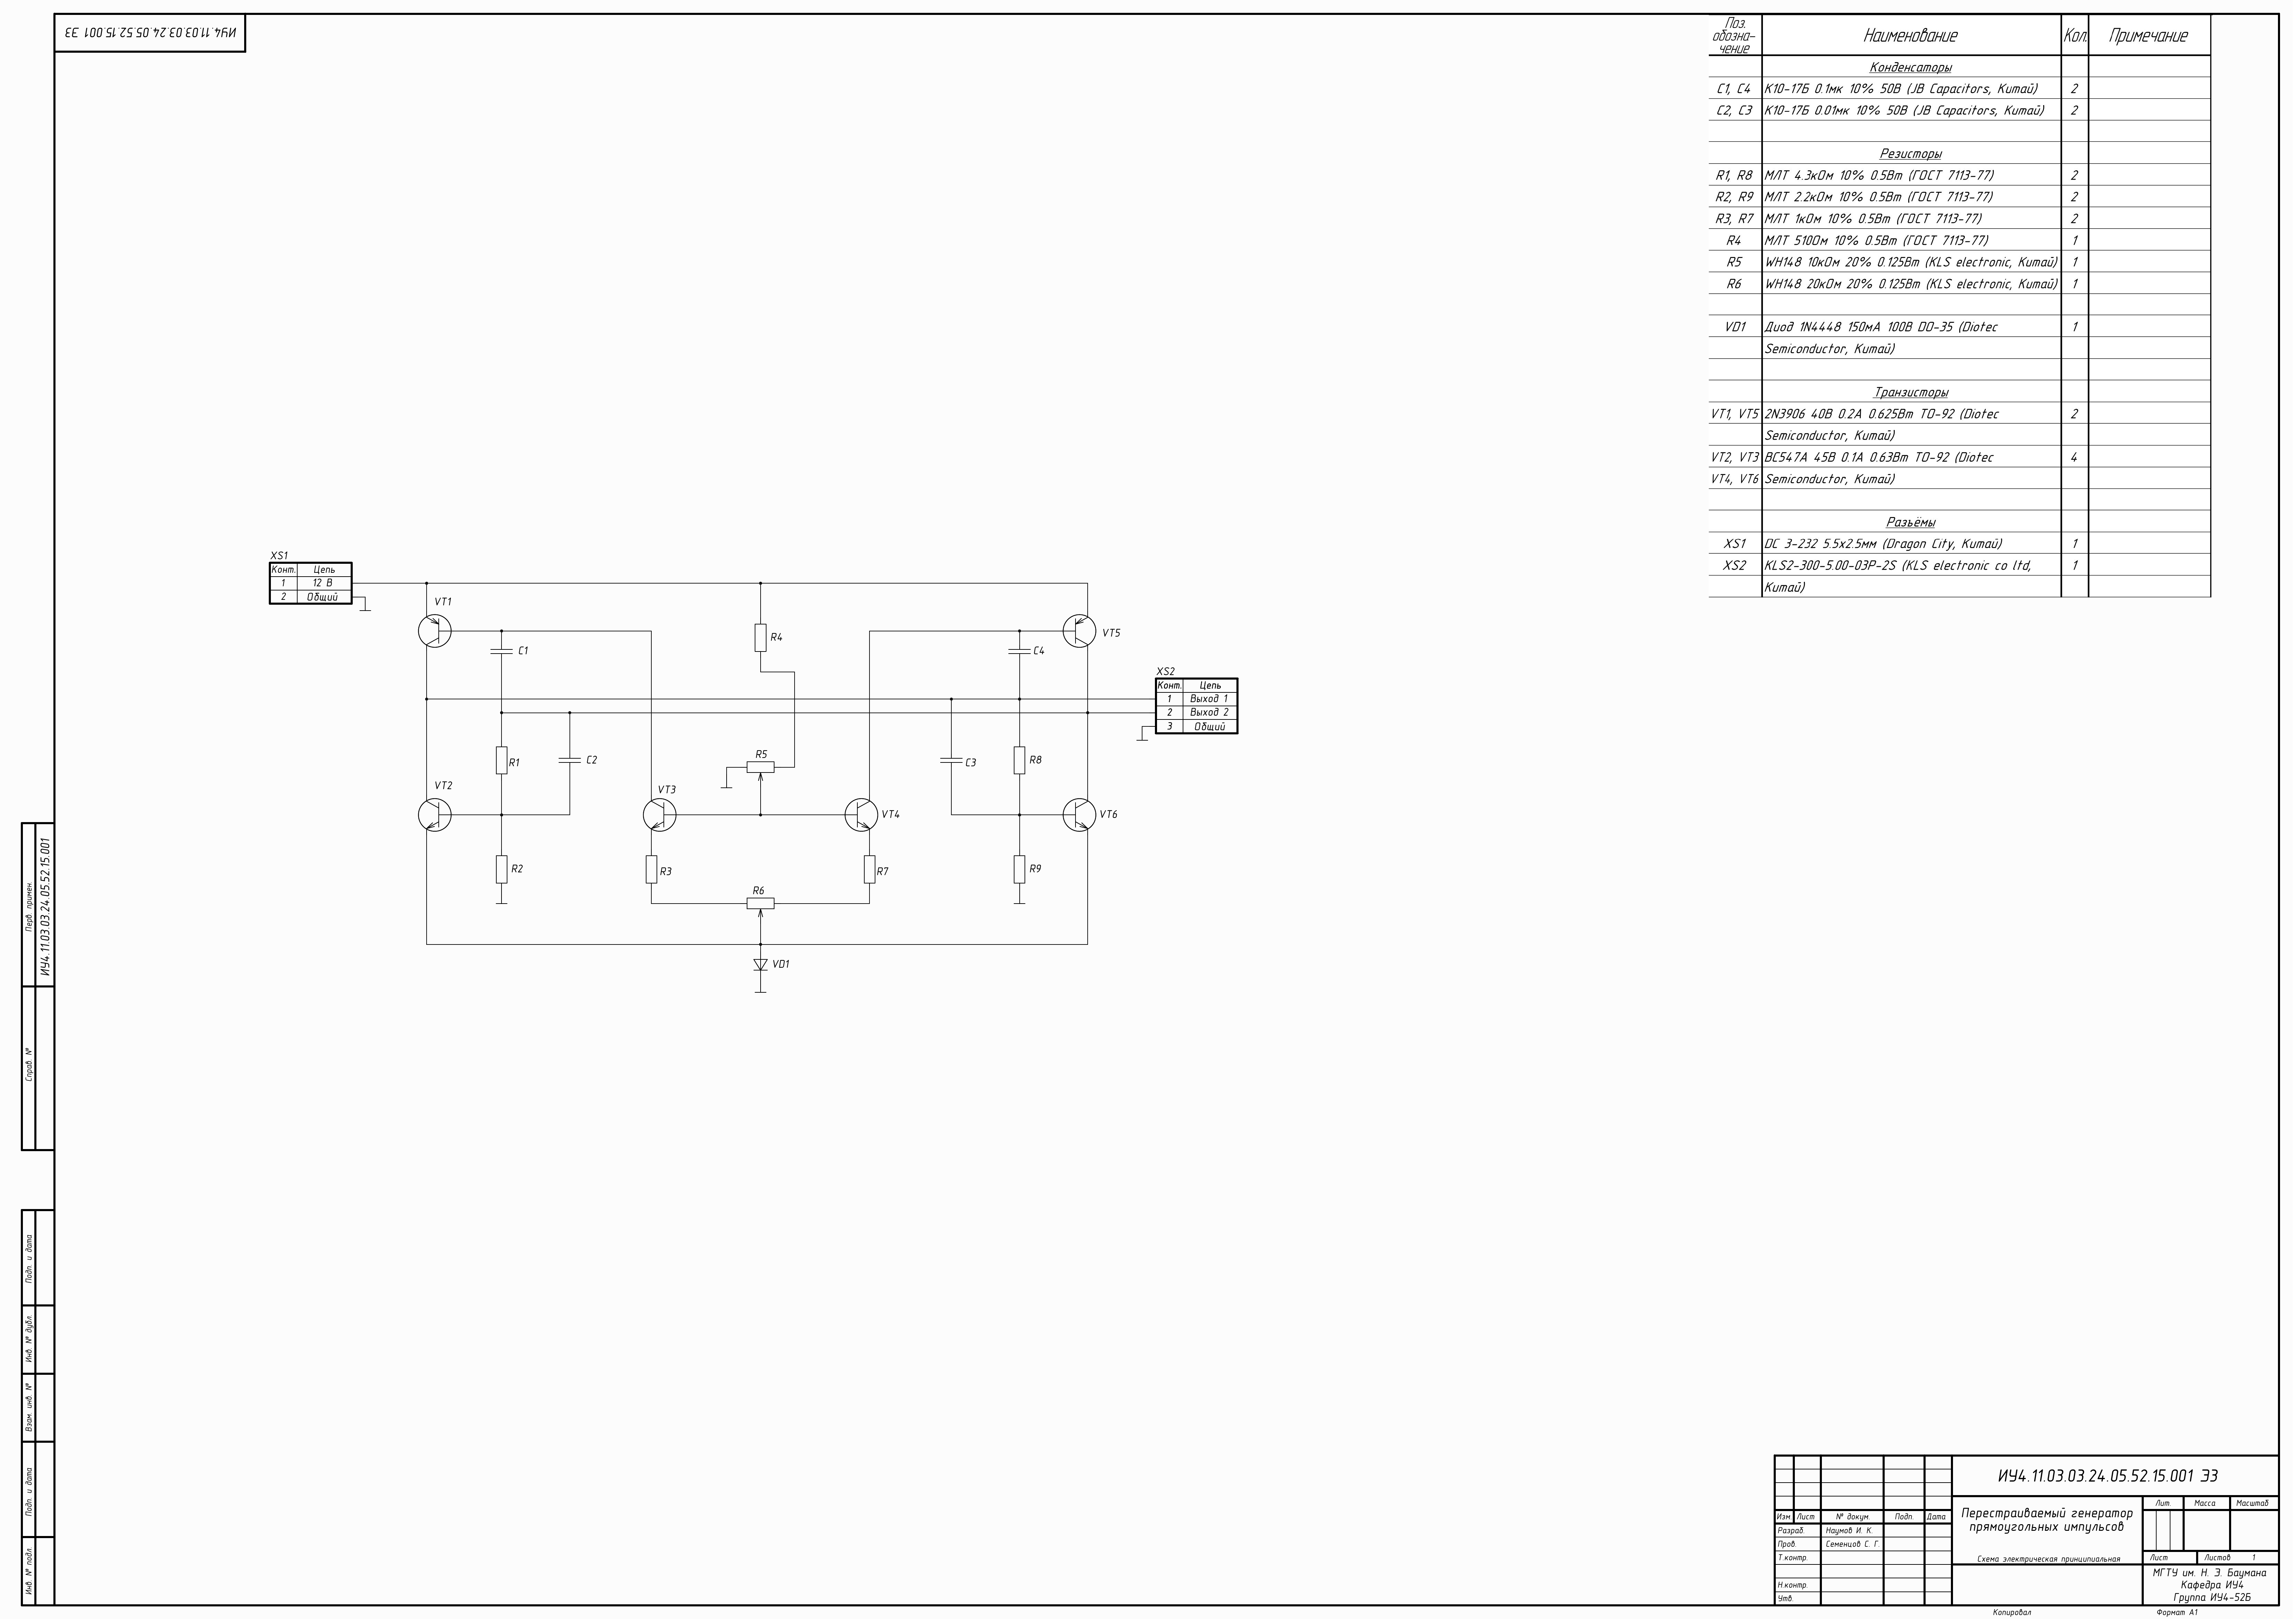 ИУ4.11.03.03.24.05.52.15.001 ЭЗ
Поз. обозна-чение Наименование Кол. Примечание
Конденсаторы
C1, C4 К10-17Б 0.1мк 10% 50В (JB Capacitors, Китай) 2
C2, C3 К10-17Б 0.01мк 10% 50В (JB Capacitors, Китай) 2
Резисторы
R1, R8 МЛТ 4.3кОм 10% 0.5Вт (ГОСТ 7113-77) 2
R2, R9 МЛТ 2.2кОм 10% 0.5Вт (ГОСТ 7113-77) 2
R3, R7 МЛТ 1кОм 10% 0.5Вт (ГОСТ 7113-77) 2
R4 МЛТ 510Ом 10% 0.5Вт (ГОСТ 7113-77) 1
R5 WH148 10кОм 20% 0.125Вт (KLS electronic, Китай) 1
R6 WH148 20кОм 20% 0.125Вт (KLS electronic, Китай) 1
VD1 Диод 1N4448 150мА 100В DO-35 (Diotec 1
Semiconductor, Китай)
Транзисторы
VT1, VT5 2N3906 40В 0.2А 0.625Вт TO-92 (Diotec 2
Semiconductor, Китай)
VT2, VT3 BC547A 45В 0.1А 0.63Вт TO-92 (Diotec 4
VT4, VT6 Semiconductor, Китай)
Разъёмы
XS1 DC 3-232 5.5x2.5мм (Dragon City, Китай) 1
XS2 KLS2-300-5.00-03P-2S (KLS electronic co ltd, 1
Китай)
XS1
Конт. Цепь
1 12 В
2 Общий
VT1
R4
VT5
C1
C4
XS2
Конт. Цепь
1 Выход 1
2 Выход 2
3 Общий
R1
C2
R5
C3
R8
VT2
VT3
VT4
VT6
R2
R3
R6
R7
R9
VD1
Перв. примен.
ИУ4.11.03.03.24.05.52.15.001
Справ. №
Подп. и дата
Инв. № дубл.
Взам. инв. №
Подп. и дата
Инв. № подл.
ИУ4.11.03.03.24.05.52.15.001 ЭЗ
Перестраиваемый генератор
прямоугольных импульсов
Схема электрическая принципиальная
Лит. Масса Масштаб
Изм Лист № докум. Подп. Дата
Разраб. Наумов И. К.
Пров. Семенцов С. Г.
Т.контр.
Н.контр.
Утв.
Лист Листов 1
МГТУ им. Н. Э. Баумана
Кафедра ИУ4
Группа ИУ4-52Б
Копировал Формат А1